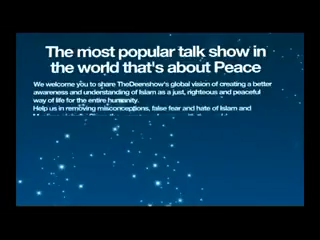 The most popular talk show in
the world that's about Peace
We welcome you to share TheDeenshow's global vision of creating a better
awareness and understanding of Islam as a just, righteous and peaceful
way of life for the entire humanity.
Help us in removing misconceptions, false fear and hate of Islam and